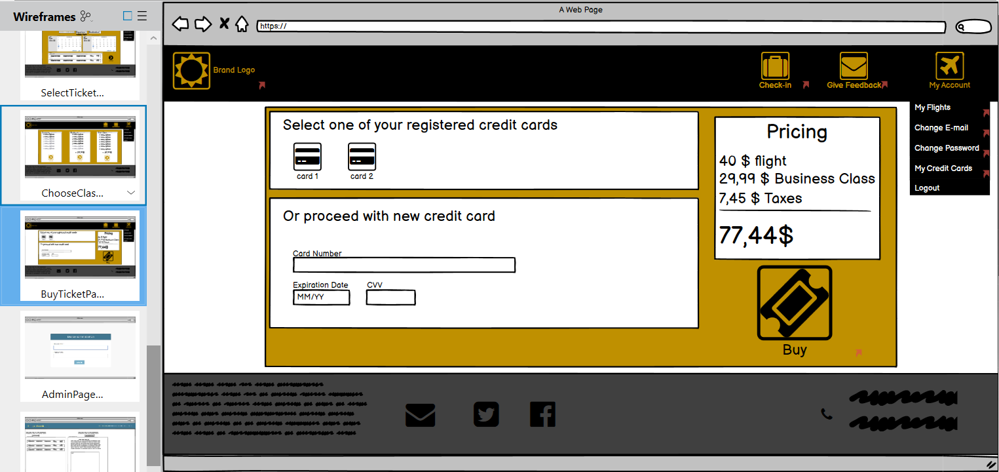 Wireframes
SelectTicket...
ChooseClas...
BuyTicketPa...
AdminPage...
A Web Page
https://
Brand Logo
Check-in
Give Feedback
My Account
My Flights
Change E-mail
Change Password
My Credit Cards
Logout
Select one of your registered credit cards
card 1
card 2
Or proceed with new credit card
Card Number
Expiration Date
CVV
MM/YY
Pricing
40 $ flight
29,99 $ Business Class
7,45 $ Taxes
77,44$
Buy